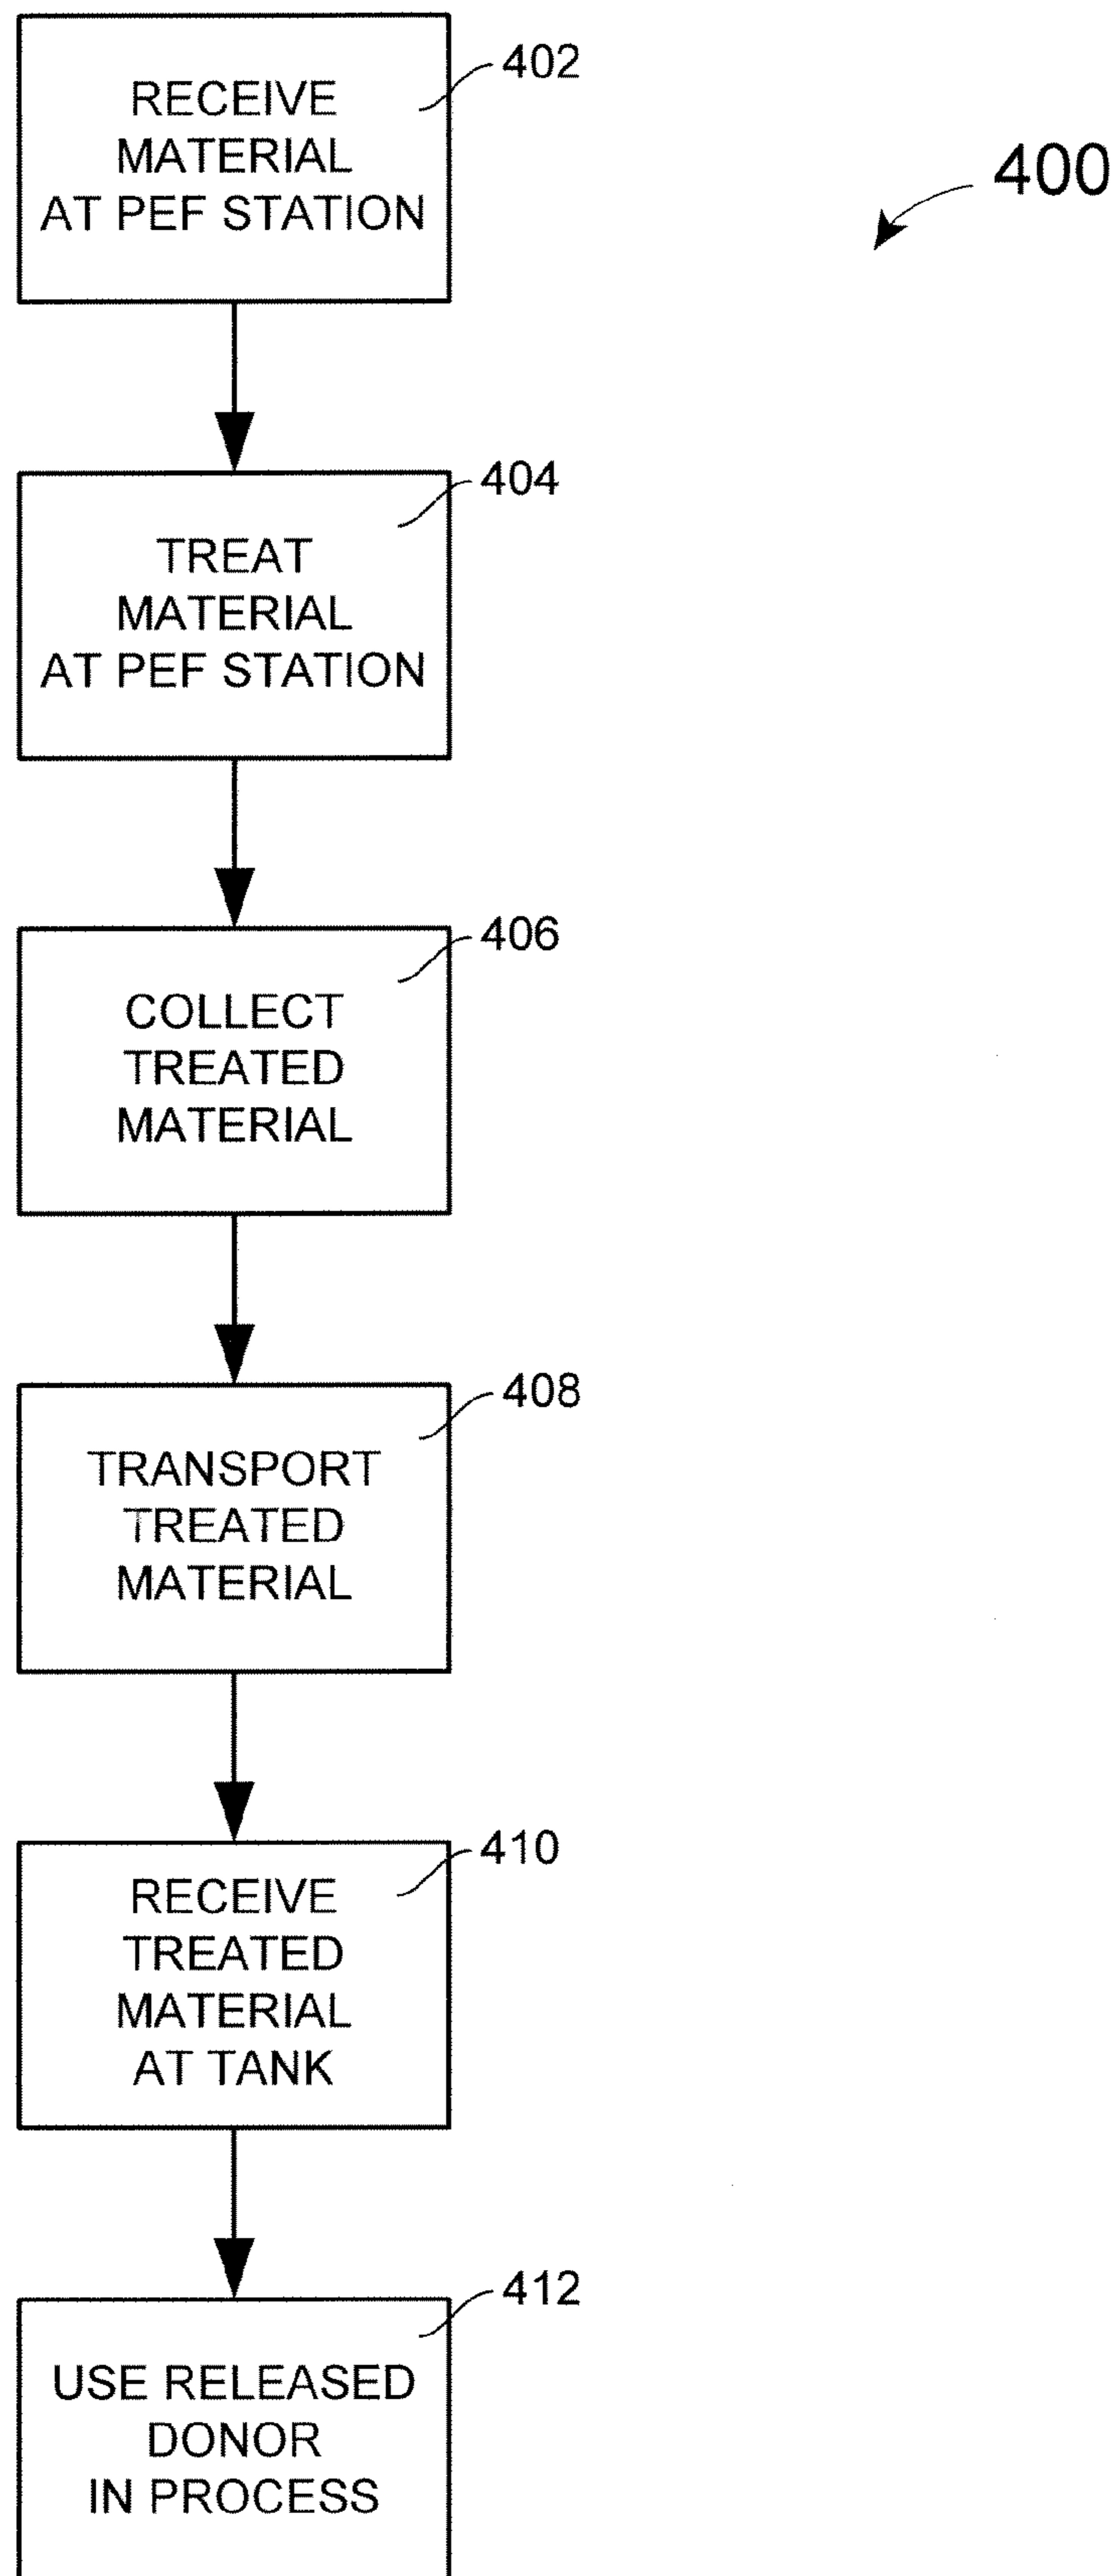 RECEIVE
MATERIAL
AT PEF STATION
402
400
TREAT
MATERIAL
AT PEF STATION
404
COLLECT
TREATED
MATERIAL
406
TRANSPORT
TREATED
MATERIAL
408
RECEIVE
TREATED
MATERIAL
AT TANK
410
USE RELEASED
DONOR
IN PROCESS
412